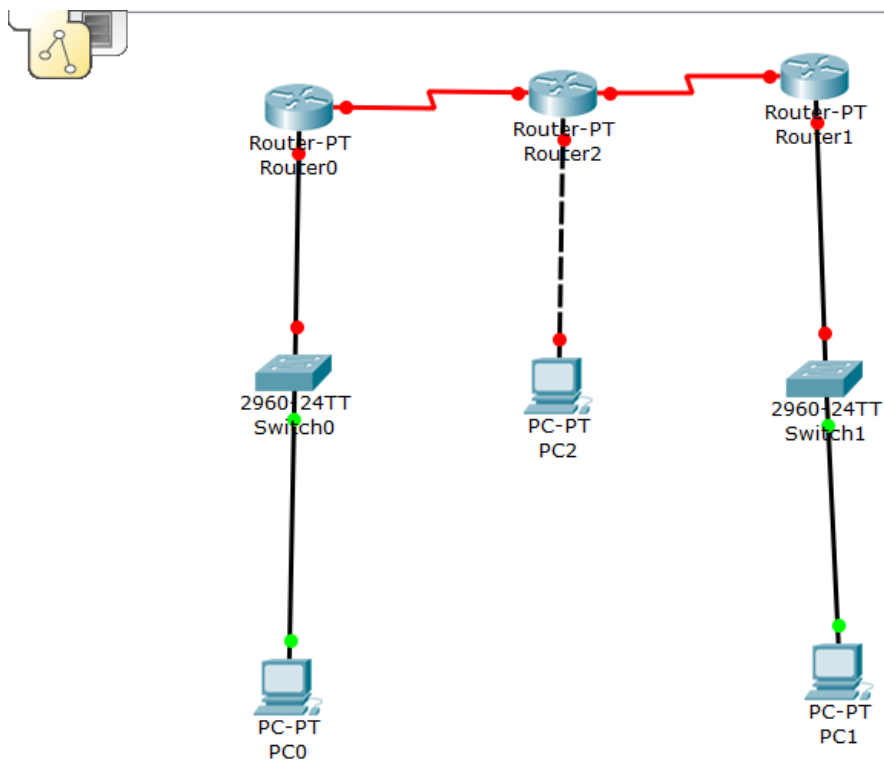 Router-PT
Router0
Router-PT
Router2
Router-PT
Router1
2960-24TT
Switch0
PC-PT
PC2
2960-24TT
Switch1
PC-PT
PC0
PC-PT
PC1